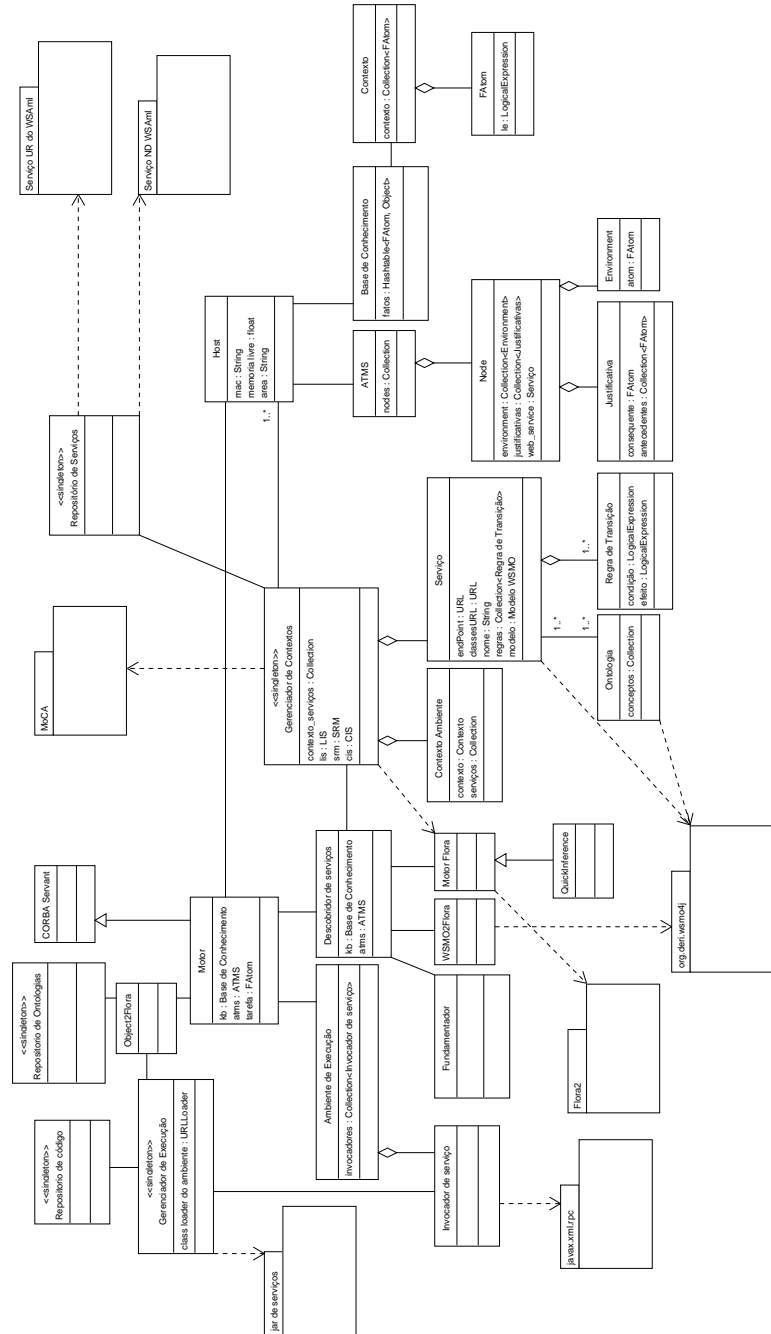 <<singleton>>
Repositorio de código
<<singleton>>
Repositorio de Ontologias
CORBA Servant
MoCA
<<singleton>>
Repositório de Serviços
Serviço UR do WSAmI
Serviço ND WSAmI
<<singleton>>
Gerenciador de Execução
class loader do ambiente : URLLoader
Object2Flora
Motor
kb : Base de Conhecimento
atms : ATMS
tarefa : FAtom
<<singleton>>
Gerenciador de Contextos
contexto_serviços : Collection
lis : LIS
srm : SRM
cis : CIS
Host
mac : String
memoria livre : float
area : String
1..*
jar de serviços
Ambiente de Execução
invocadores : Collection<Invocador de serviço>
Descobridor de serviços
kb : Base de Conhecimento
atms : ATMS
Contexto Ambiente
contexto : Contexto
serviços : Collection
Serviço
endPoint : URL
classesURL : URL
nome : String
regras : Collection<Regra de Transição>
modelo : Modelo WSMO
ATMS
nodes : Collection
Base de Conhecimento
fatos : Hashtable<FAtom, Object>
Contexto
contexto : Collection<FAtom>
Invocador de serviço
Fundamentador
WSMO2Flora
Motor Flora
QuickInference
1..*
1..*
1..*
Ontologia
conceptos : Collection
Regra de Transição
condição : LogicalExpression
efeito : LogicalExpression
Node
environment : Collection<Environment>
justificativas : Collection<Justificativas>
web_service : Serviço
FAtom
le : LogicalExpression
Justificativa
consequente : FAtom
antecedentes : Collection<FAtom>
Environment
atom : FAtom
javax.xml.rpc
Flora2
org.deri.wsmo4j